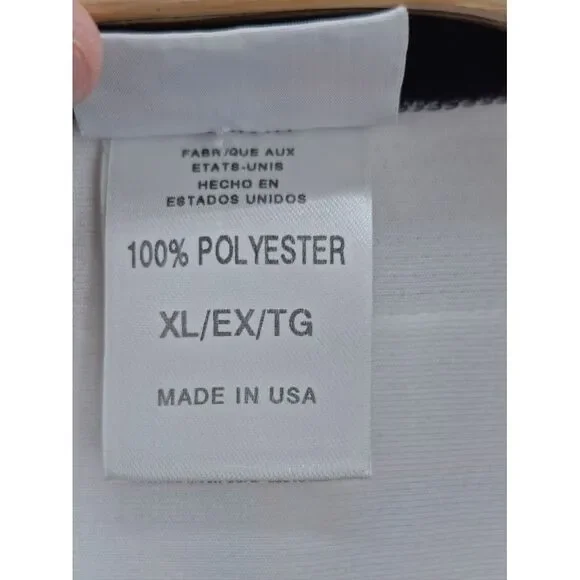 FABRIQUE AUX
ETATS-UNIS
HECHO EN
ESTADOS UNIDOS
100% POLYESTER
XL/EX/TG
MADE IN USA